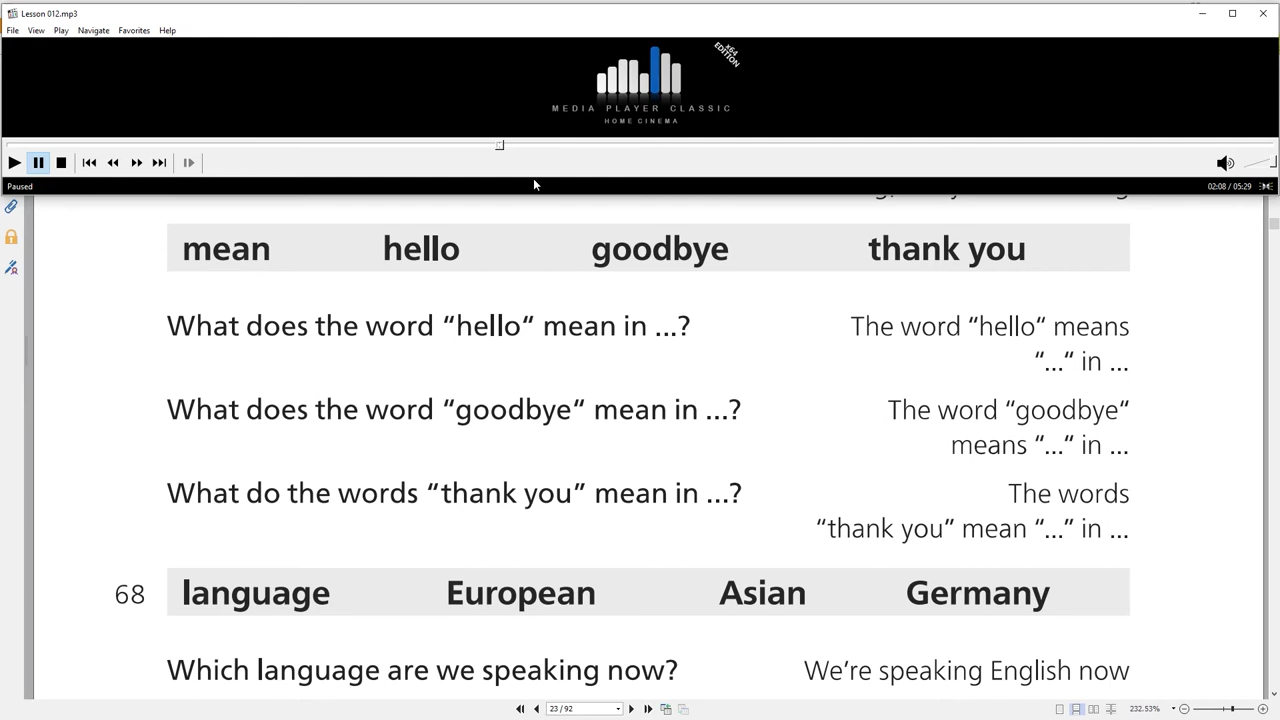 Lesson 012.mp3
File View Play Navigate Favorites Help
x64 EDITION
MEDIA PLAYER CLASSIC
HOME CINEMA
Paused
02:08 / 05:29
mean hello goodbye thank you
What does the word “hello“ mean in ...? The word “hello“ means
“...“ in ...
What does the word “goodbye“ mean in ...? The word “goodbye“
means “...“ in ...
What do the words “thank you” mean in ...? The words
“thank you” mean “...“ in ...
68 language European Asian Germany
Which language are we speaking now? We’re speaking English now
23 / 92
232.53%